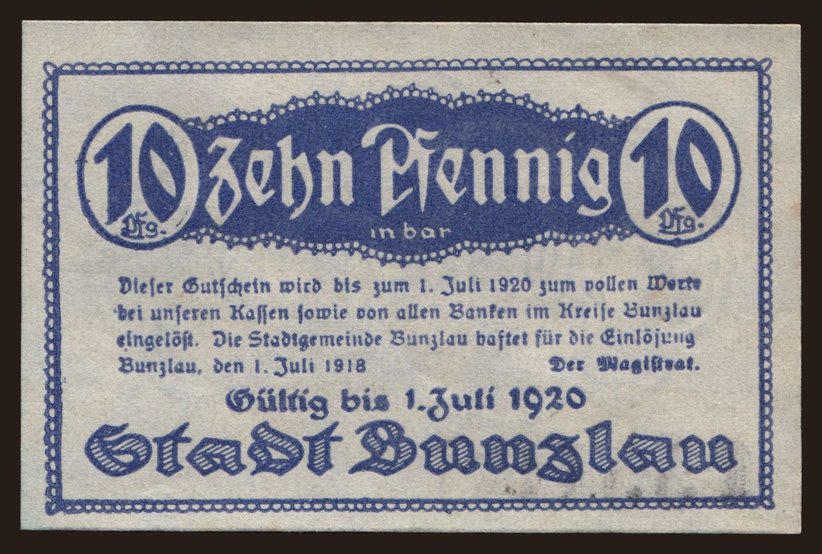 10 Zehn Pfennig 10
Pfg. in bar Pfg.
Dieser Gutschein wird bis zum 1. Juli 1920 zum vollen Werte
bei unseren Kassen sowie von allen Banken im Kreise Bunzlau
eingelöst. Die Stadtgemeinde Bunzlau haftet für die Einlösung
Bunzlau, den 1. Juli 1918 Der Magistrat.
Gültig bis 1. Juli 1920
Stadt Bunzlau